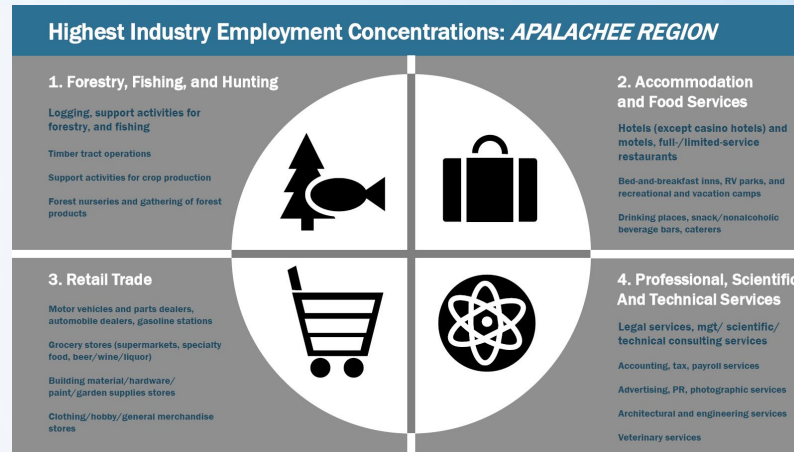 Highest Industry Employment Concentrations: APALACHEE REGION
1. Forestry, Fishing, and Hunting
Logging, support activities for
forestry, and fishing
Timber tract operations
Support activities for crop production
Forest nurseries and gathering of forest
products
2. Accommodation
and Food Services
Hotels (except casino hotels) and
motels, full-/limited-service
restaurants
Bed-and-breakfast inns, RV parks, and
recreational and vacation camps
Drinking places, snack/nonalcoholic
beverage bars, caterers
3. Retail Trade
Motor vehicles and parts dealers,
automobile dealers, gasoline stations
Grocery stores (supermarkets, specialty
food, beer/wine/liquor)
Building material/hardware/
paint/garden supplies stores
Clothing/hobby/general merchandise
stores
4. Professional, Scientific
And Technical Services
Legal services, mgt/ scientific/
technical consulting services
Accounting, tax, payroll services
Advertising, PR, photographic services
Architectural and engineering services
Veterinary services